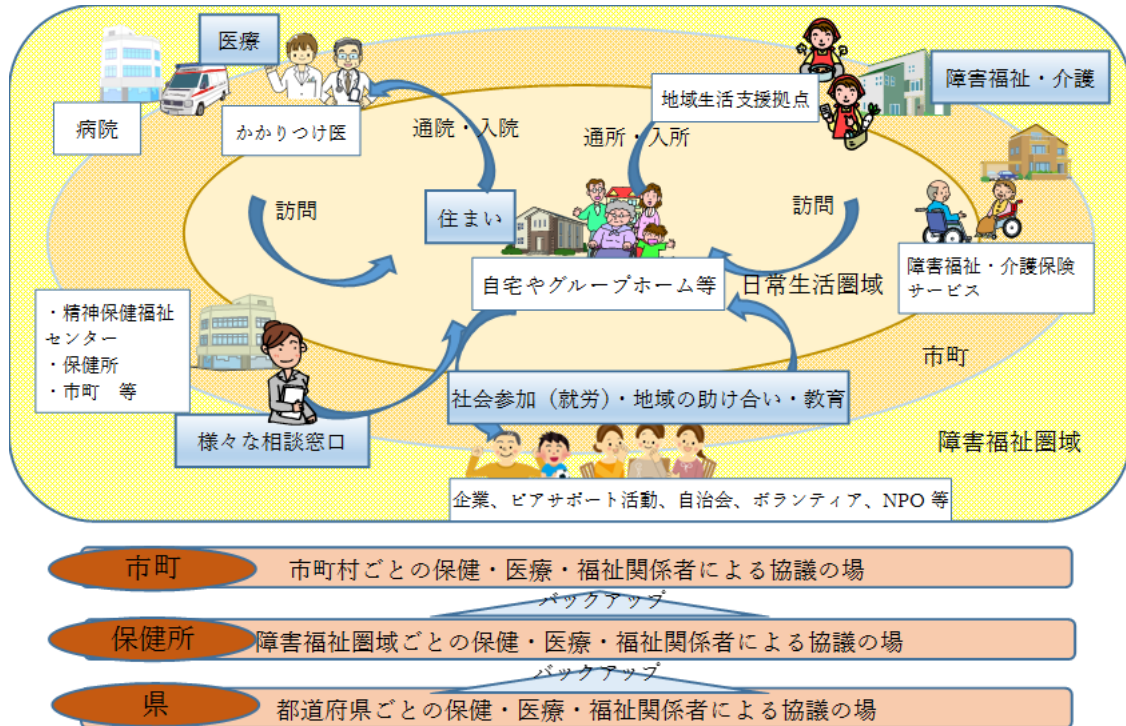 医療
病院
かかりつけ医
通院・入院
地域生活支援拠点
障害福祉・介護
通所・入所
訪問
住まい
訪問
自宅やグループホーム等
日常生活圏域
障害福祉・介護保険
サービス
・精神保健福祉
センター
・保健所
・市町　等
市町
様々な相談窓口
社会参加（就労）・地域の助け合い・教育
障害福祉圏域
企業、ピアサポート活動、自治会、ボランティア、NPO 等
市町
市町村ごとの保健・医療・福祉関係者による協議の場
バックアップ
保健所
障害福祉圏域ごとの保健・医療・福祉関係者による協議の場
バックアップ
県
都道府県ごとの保健・医療・福祉関係者による協議の場